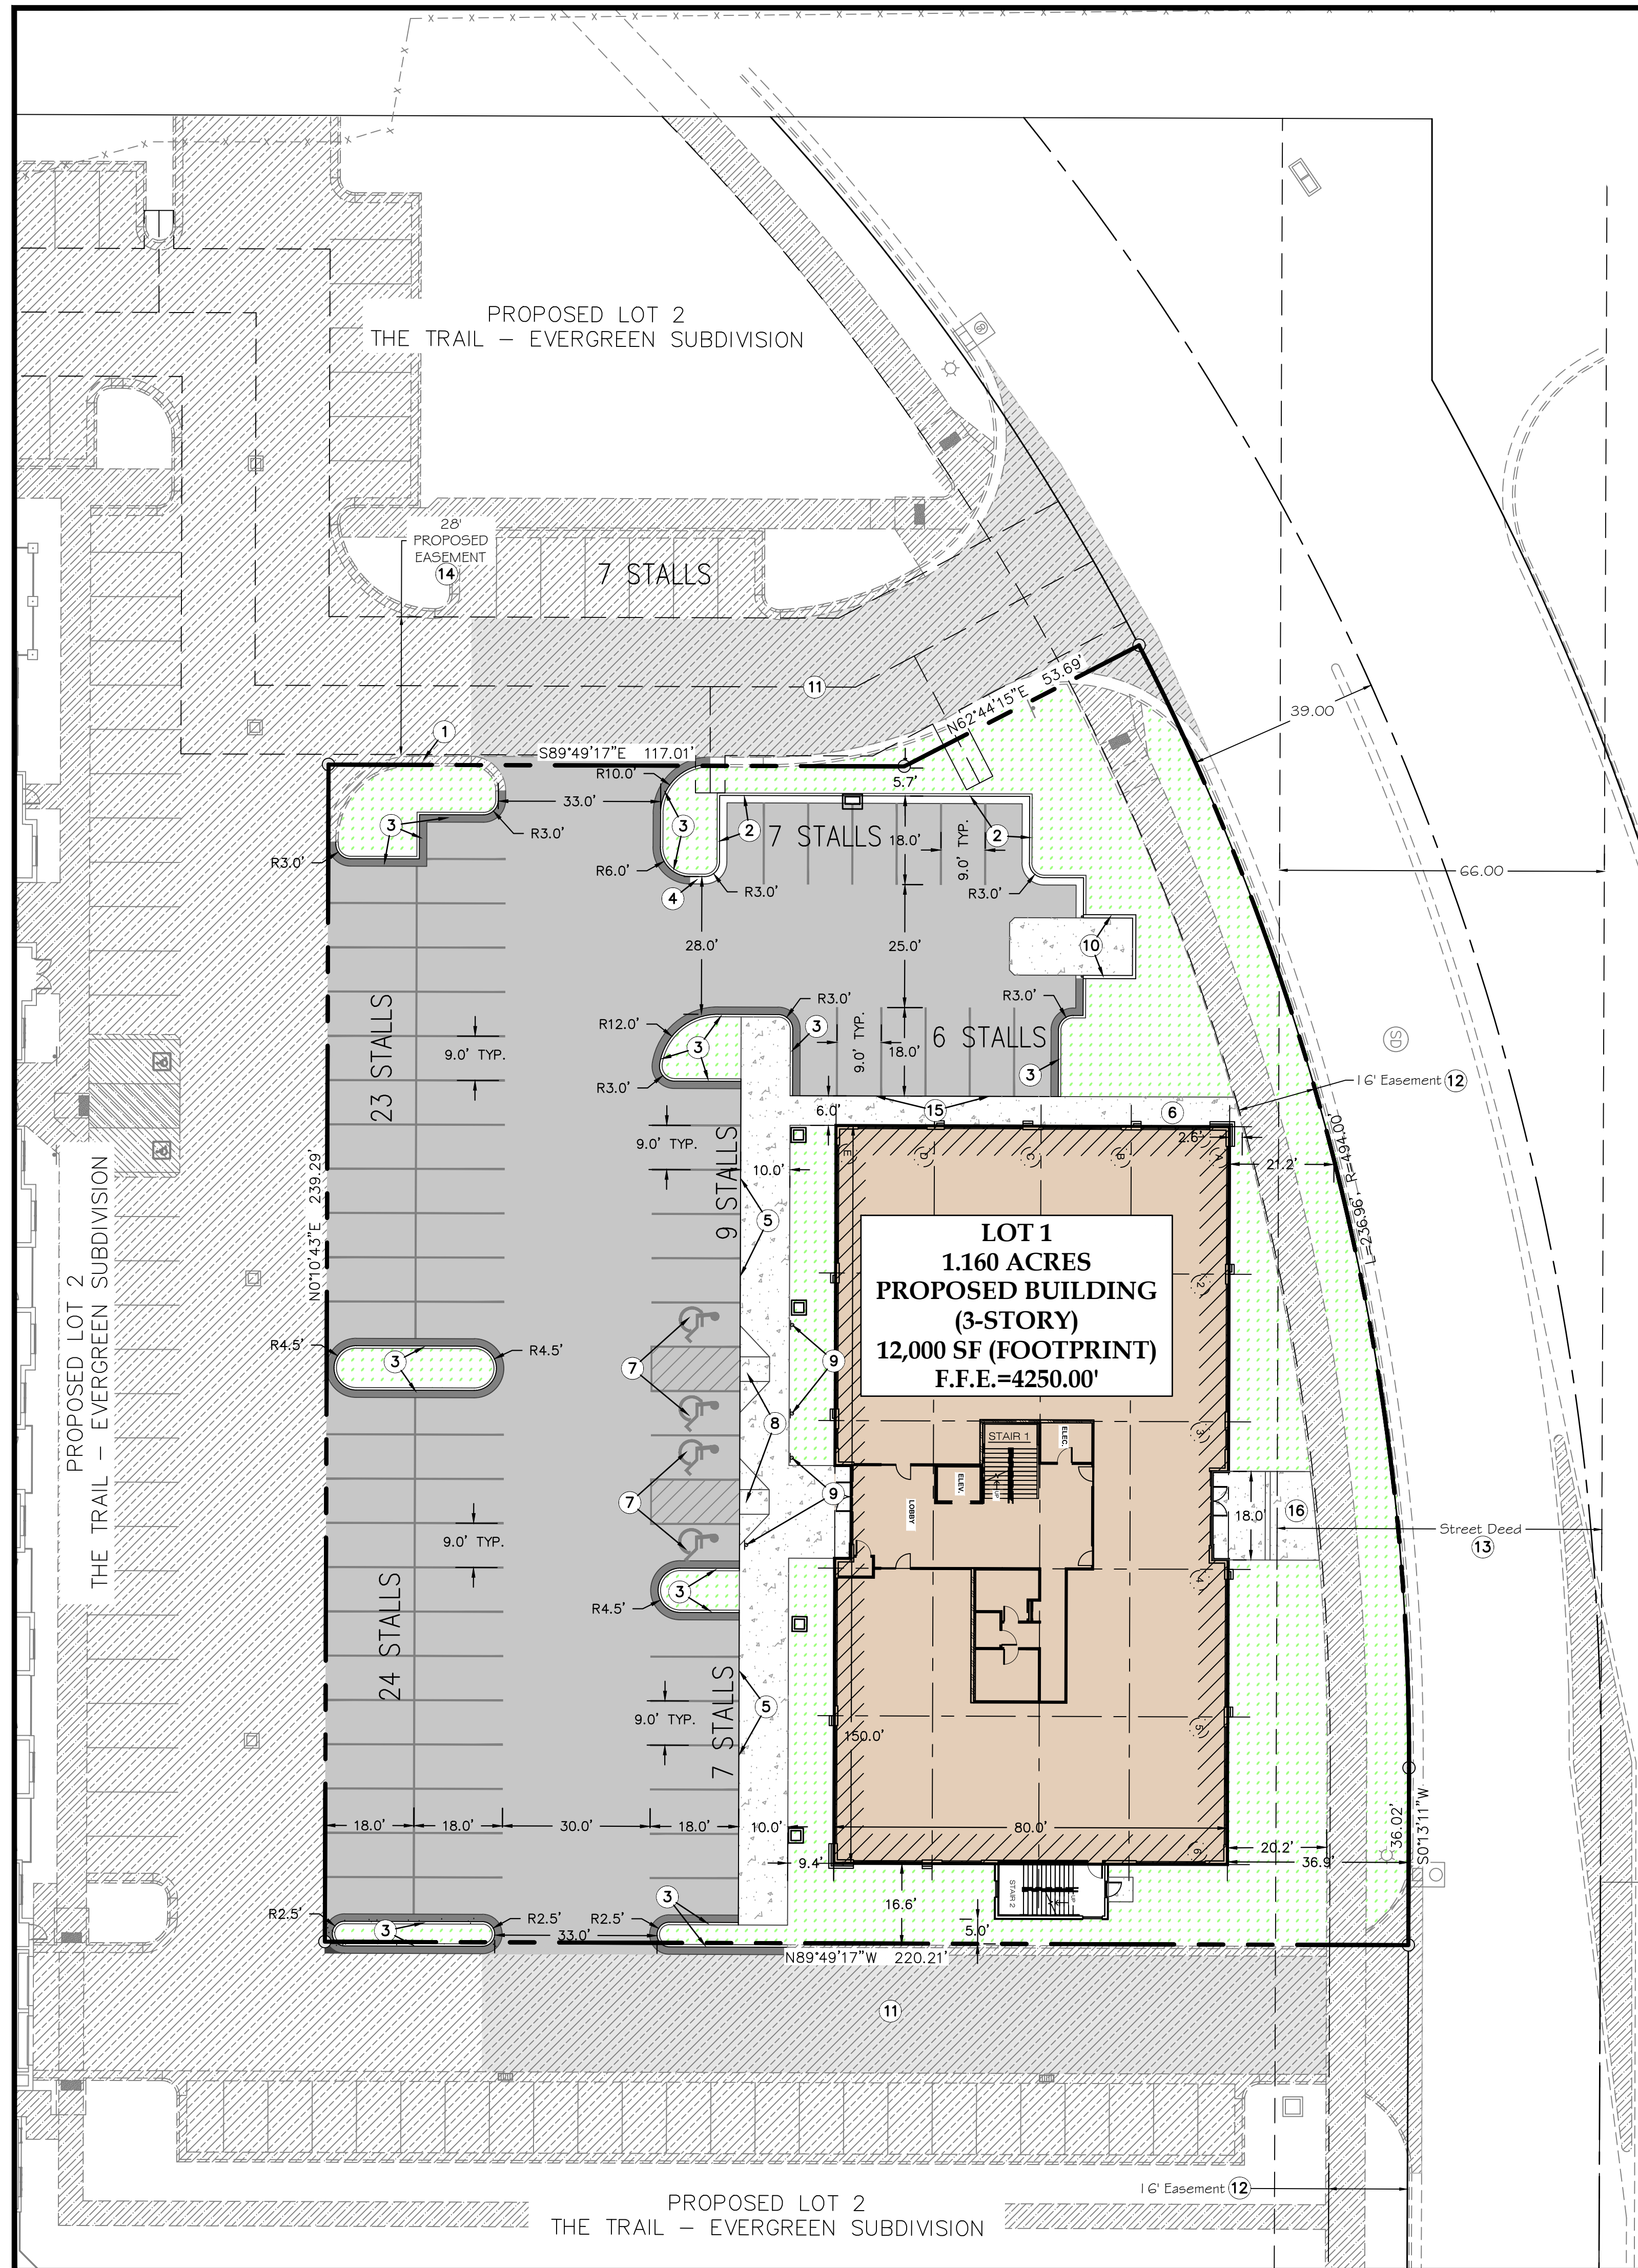 PROPOSED LOT 2
THE TRAIL – EVERGREEN SUBDIVISION
28'
PROPOSED
EASEMENT
14
7 STALLS
11
N62°44'15"E 53.69'
39.00
1
S89°49'17"E 117.01'
R10.0'
5.7'
33.0'
3
3
2
7 STALLS
18.0'
9.0' TYP.
2
R3.0'
R3.0'
R6.0'
4
R3.0'
R3.0'
66.00
28.0'
25.0'
10
23 STALLS
9.0' TYP.
R12.0'
R3.0'
R3.0'
3
3
9.0' TYP.
18.0'
6 STALLS
3
R3.0'
SD
16' Easement 12
6.0'
15
6
2.6'
9.0' TYP.
9 STALLS
10.0'
E
D
C
B
A
21.2'
L=236.96', R=494.00'
N0°10'43"E 239.29'
5
LOT 1
1.160 ACRES
PROPOSED BUILDING
(3-STORY)
12,000 SF (FOOTPRINT)
F.F.E.=4250.00'
2
PROPOSED LOT 2
THE TRAIL – EVERGREEN SUBDIVISION
R4.5'
3
R4.5'
7
9
8
STAIR 1
ELEC.
3
ELEV.
UP
LOBBY
7
9
18.0'
16
Street Deed
13
9.0' TYP.
4
24 STALLS
3
R4.5'
9.0' TYP.
7 STALLS
5
150.0'
5
18.0'
18.0'
30.0'
18.0'
10.0'
80.0'
6
20.2'
36.02'
S0°13'11"W
9.4'
36.9'
STAIR 2
16.6'
5.0'
R2.5'
3
R2.5'
33.0'
R2.5'
3
N89°49'17"W 220.21'
11
16' Easement 12
PROPOSED LOT 2
THE TRAIL – EVERGREEN SUBDIVISION